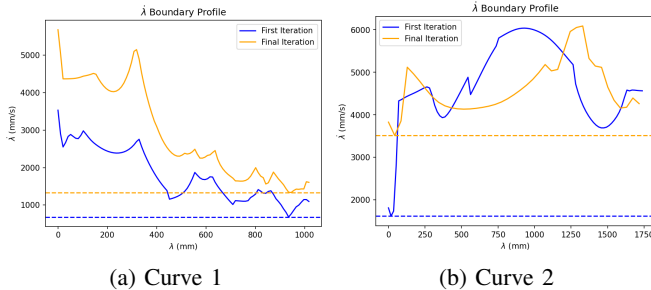 λ̇ Boundary Profile
First Iteration
Final Iteration
λ̇ (mm/s)
5000
4000
3000
2000
1000
0 200 400 600 800 1000
λ (mm)
(a) Curve 1
λ̇ Boundary Profile
First Iteration
Final Iteration
λ̇ (mm/s)
6000
5000
4000
3000
2000
0 250 500 750 1000 1250 1500 1750
λ (mm)
(b) Curve 2